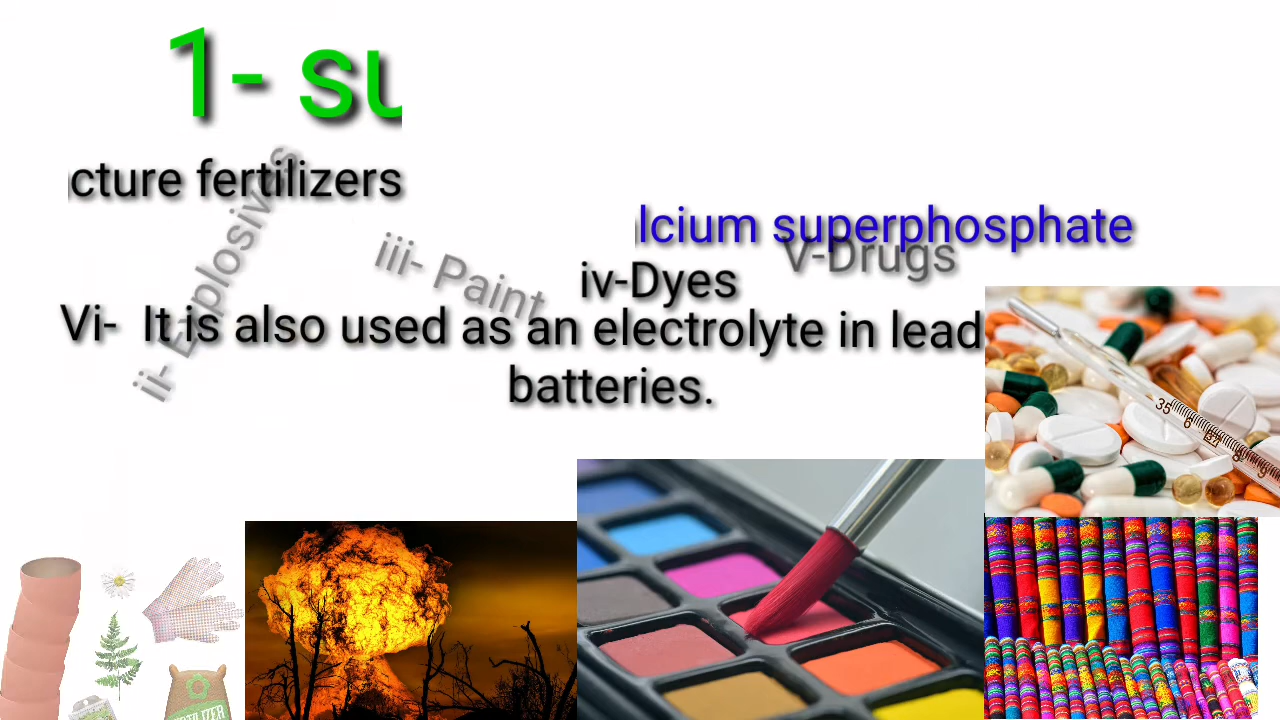 1- su
cture fertilizers
lcium superphosphate
ii- Explosives
iii- Paint
iv-Dyes
V-Drugs
Vi- It is also used as an electrolyte in lead
batteries.
35